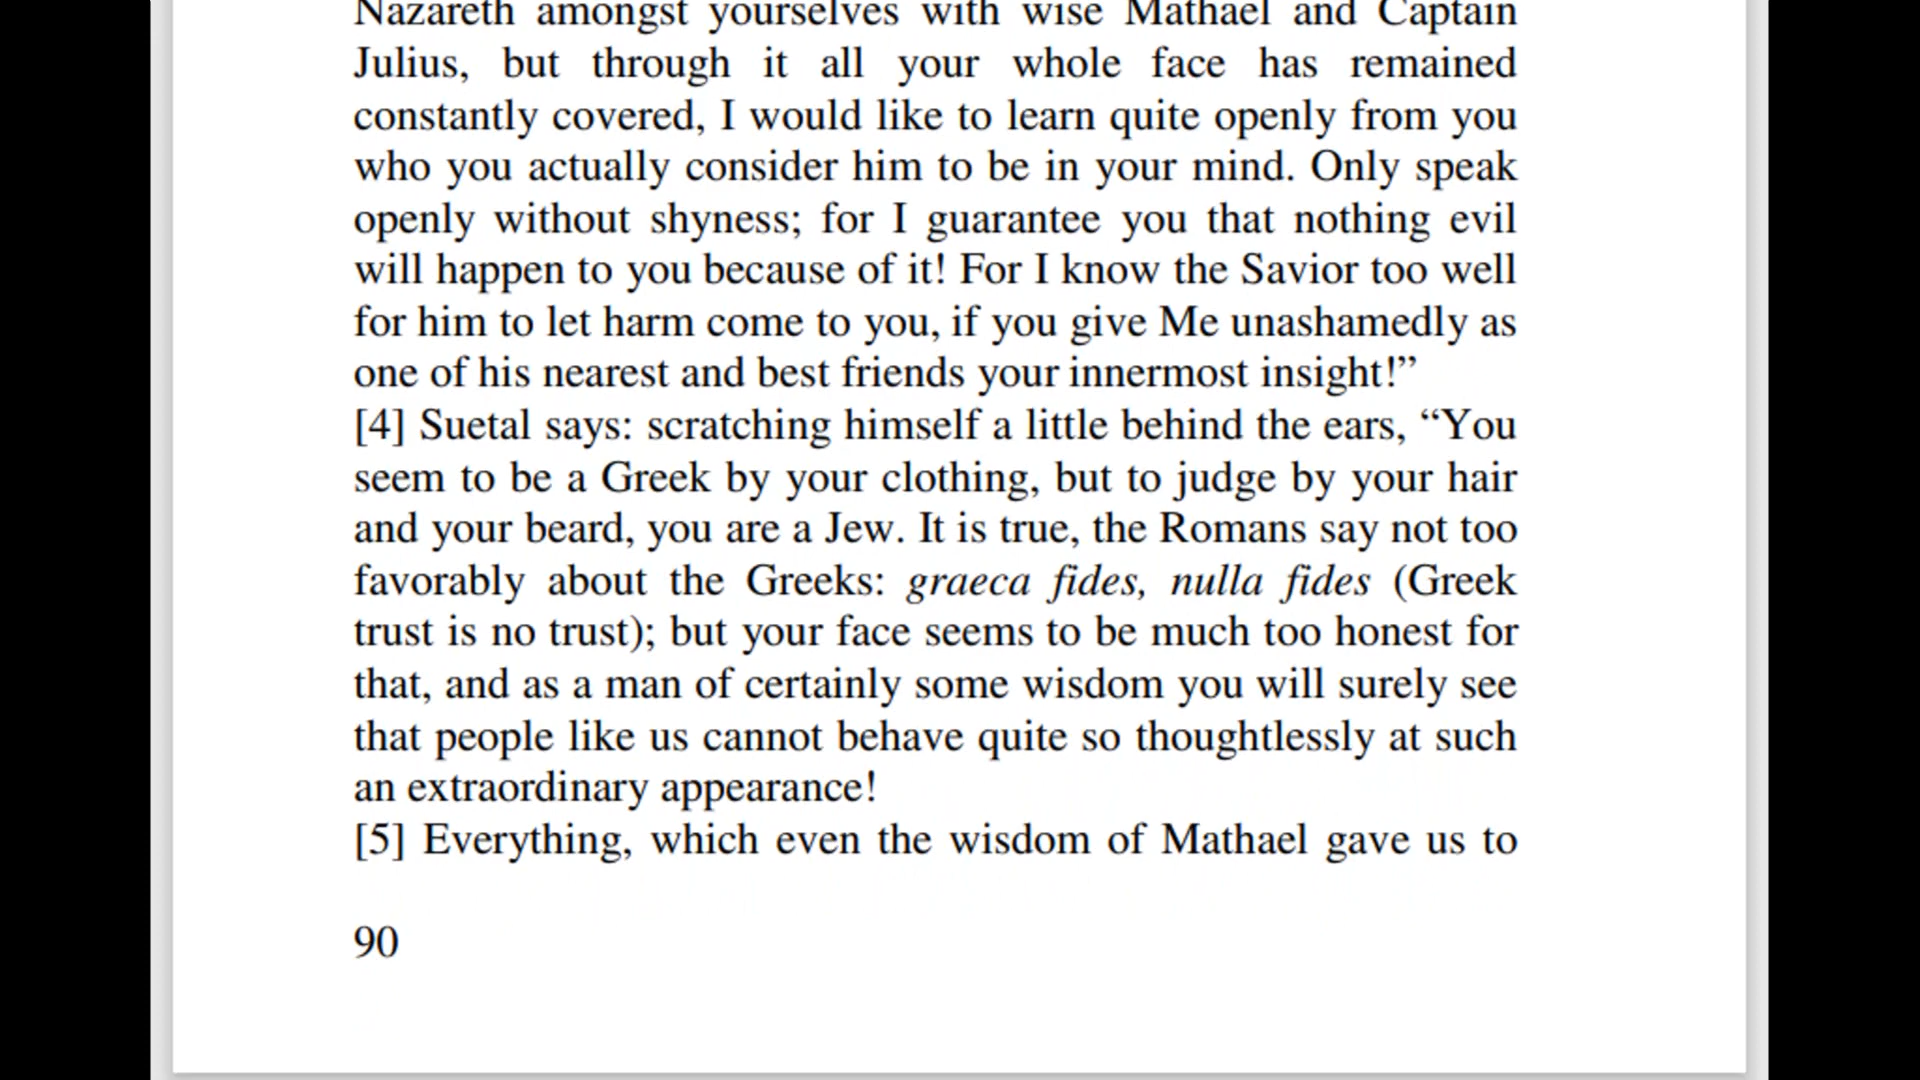 Nazareth amongst yourselves with wise Mathael and Captain
Julius, but through it all your whole face has remained
constantly covered, I would like to learn quite openly from you
who you actually consider him to be in your mind. Only speak
openly without shyness; for I guarantee you that nothing evil
will happen to you because of it! For I know the Savior too well
for him to let harm come to you, if you give Me unashamedly as
one of his nearest and best friends your innermost insight!”
[4] Suetal says: scratching himself a little behind the ears, “You
seem to be a Greek by your clothing, but to judge by your hair
and your beard, you are a Jew. It is true, the Romans say not too
favorably about the Greeks: graeca fides, nulla fides (Greek
trust is no trust); but your face seems to be much too honest for
that, and as a man of certainly some wisdom you will surely see
that people like us cannot behave quite so thoughtlessly at such
an extraordinary appearance!
[5] Everything, which even the wisdom of Mathael gave us to
90